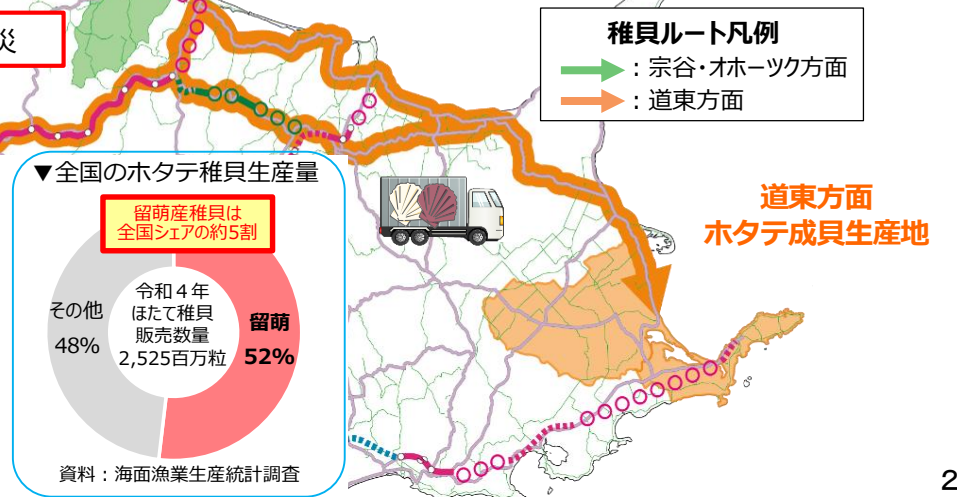 災
稚貝ルート凡例
：宗谷・オホーツク方面
：道東方面
▼全国のホタテ稚貝生産量
留萌産稚貝は
全国シェアの約5割
道東方面
ホタテ成貝生産地
その他
48%
令和４年
ほたて稚貝
販売数量
2,525百万粒
留萌
52%
資料：海面漁業生産統計調査
2